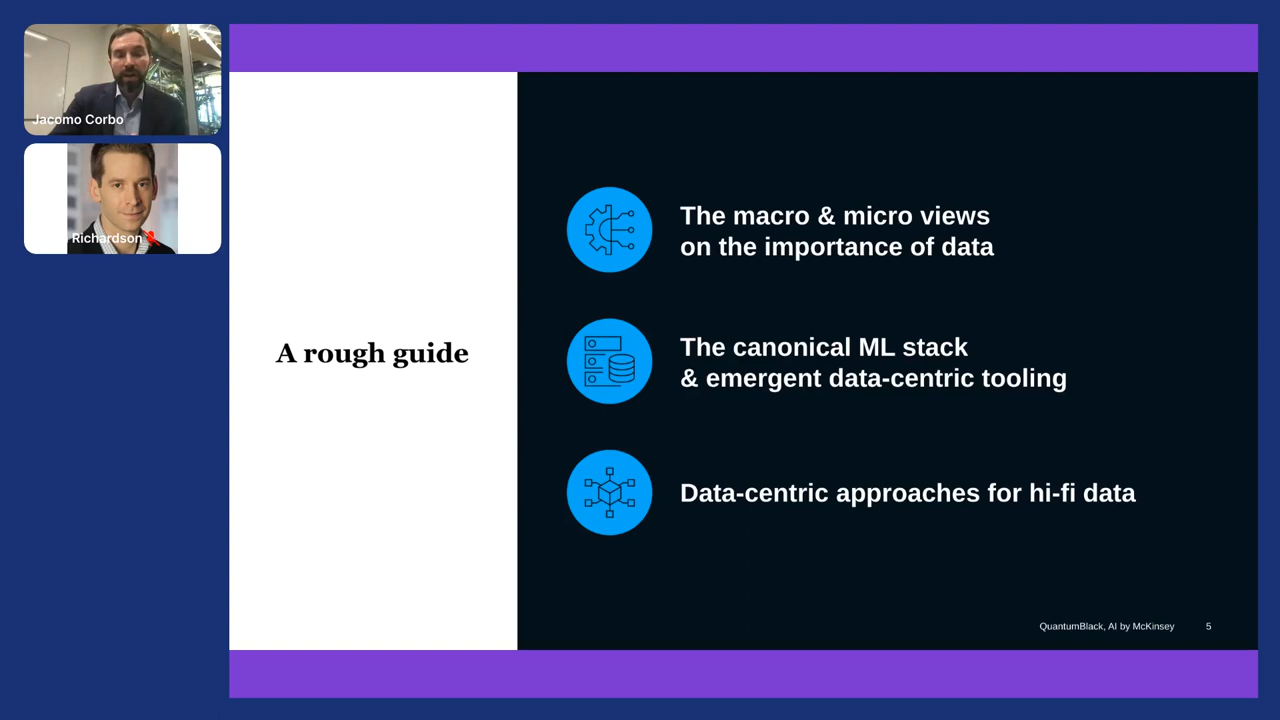 Jacomo Corbo
Richardson
A rough guide
The macro & micro views
on the importance of data
The canonical ML stack
& emergent data-centric tooling
Data-centric approaches for hi-fi data
QuantumBlack, AI by McKinsey
5